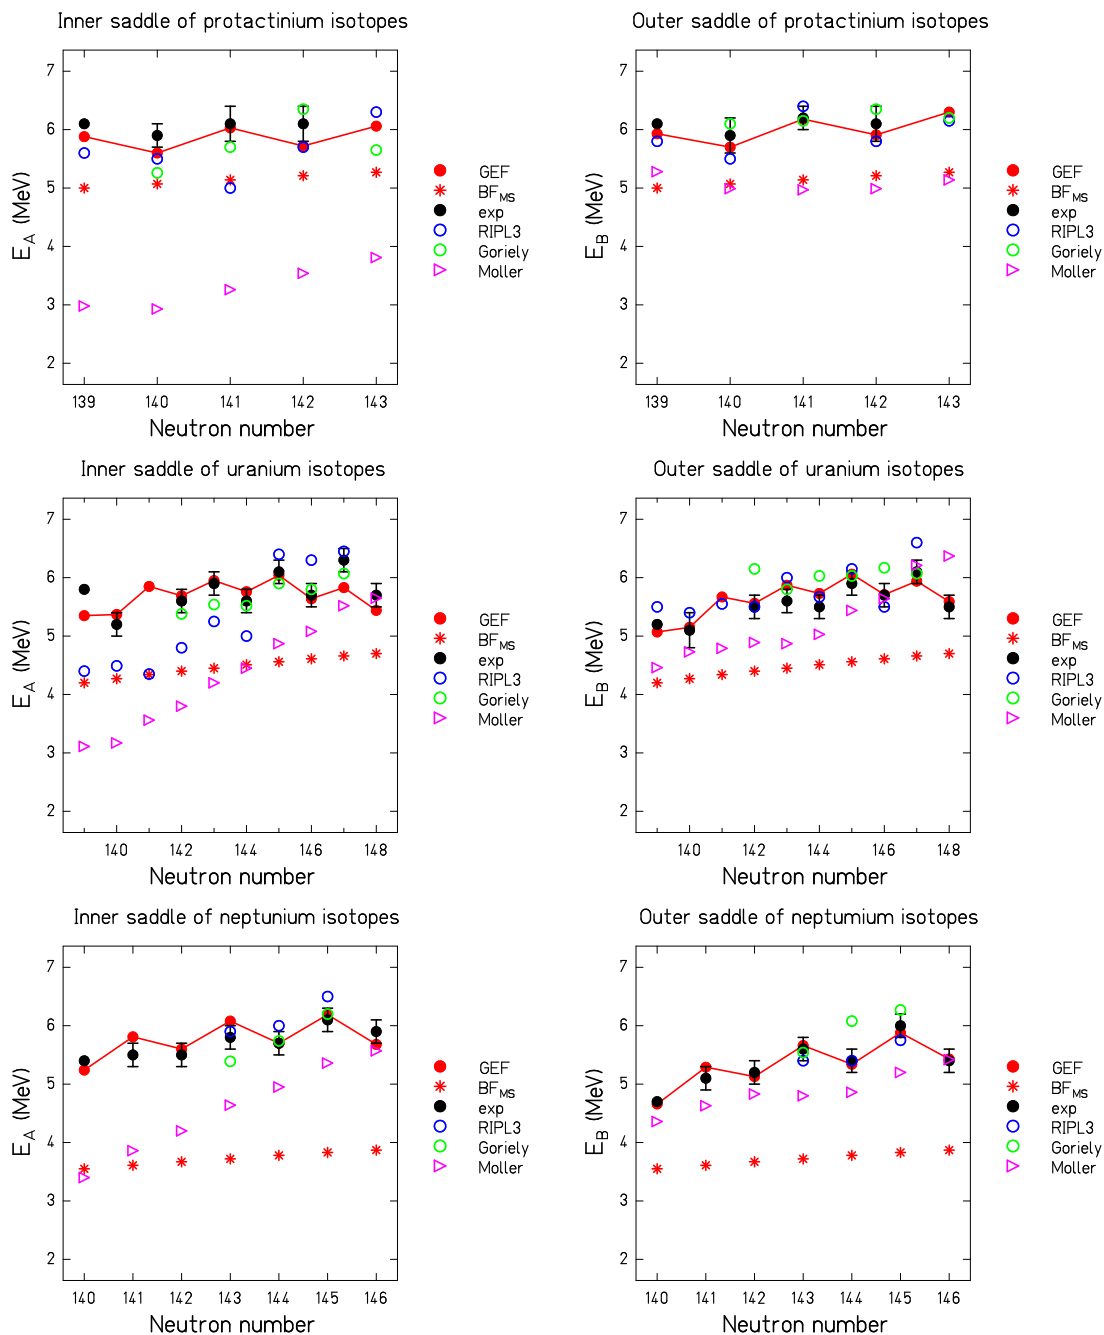 Inner saddle of protactinium isotopes
7
6
5
4
3
2
E_A (MeV)
139 140 141 142 143
Neutron number
GEF
BF_MS
exp
RIPL3
Goriely
Moller
Outer saddle of protactinium isotopes
7
6
5
4
3
2
E_B (MeV)
139 140 141 142 143
Neutron number
GEF
BF_MS
exp
RIPL3
Goriely
Moller
Inner saddle of uranium isotopes
7
6
5
4
3
2
E_A (MeV)
140 142 144 146 148
Neutron number
GEF
BF_MS
exp
RIPL3
Goriely
Moller
Outer saddle of uranium isotopes
7
6
5
4
3
2
E_B (MeV)
140 142 144 146 148
Neutron number
GEF
BF_MS
exp
RIPL3
Goriely
Moller
Inner saddle of neptunium isotopes
7
6
5
4
3
2
E_A (MeV)
140 141 142 143 144 145 146
Neutron number
GEF
BF_MS
exp
RIPL3
Goriely
Moller
Outer saddle of neptumium isotopes
7
6
5
4
3
2
E_B (MeV)
140 141 142 143 144 145 146
Neutron number
GEF
BF_MS
exp
RIPL3
Goriely
Moller